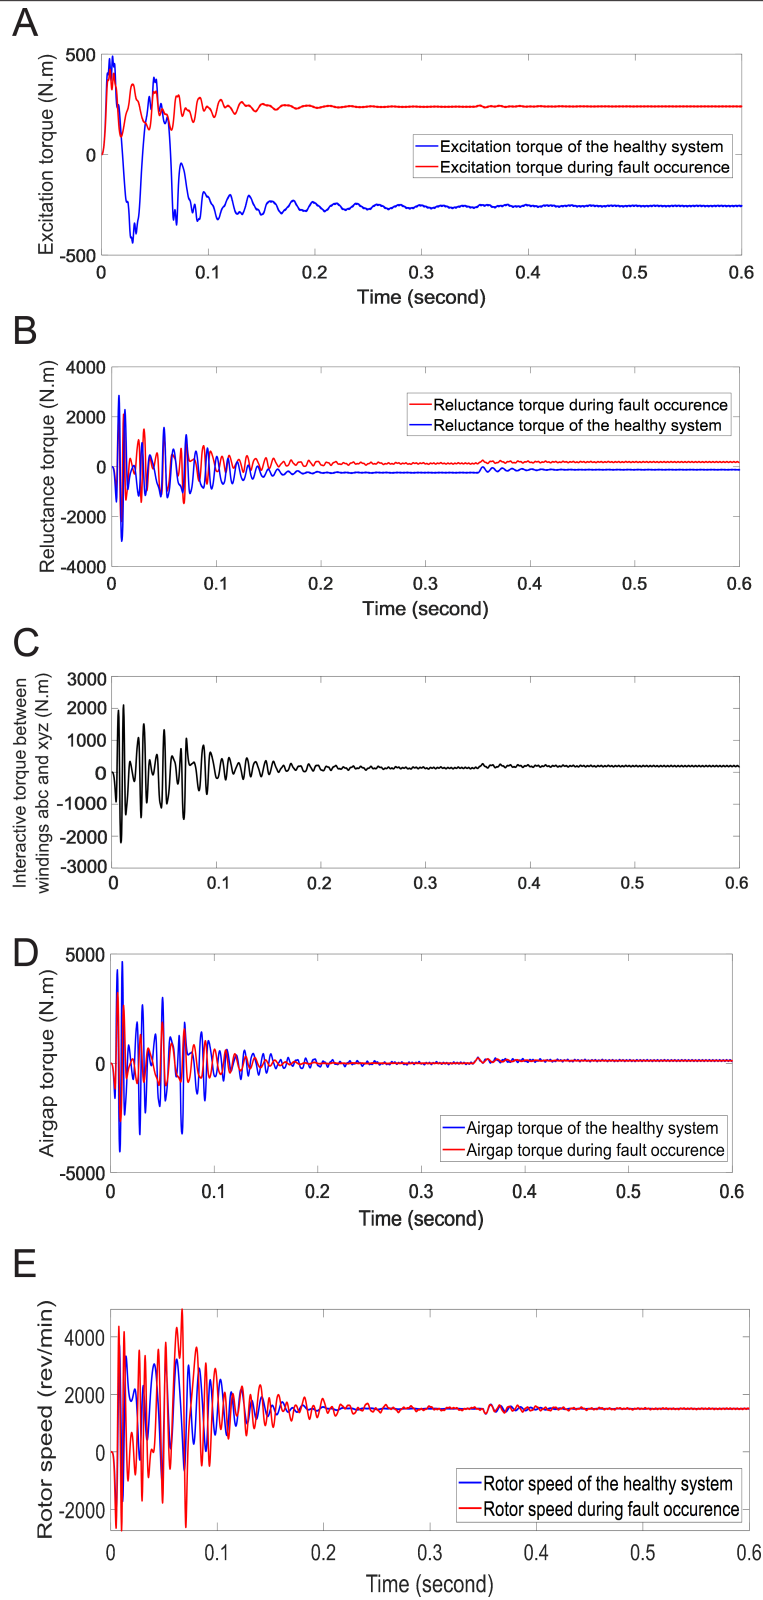 A
Excitation torque (N.m)
500
0
-500
Excitation torque of the healthy system
Excitation torque during fault occurence
0 0.1 0.2 0.3 0.4 0.5 0.6
Time (second)
B
Reluctance torque (N.m)
4000
2000
0
-2000
-4000
Reluctance torque during fault occurence
Reluctance torque of the healthy system
0 0.1 0.2 0.3 0.4 0.5 0.6
Time (second)
C
Interactive torque between
windings abc and xyz (N.m)
3000
2000
1000
0
-1000
-2000
-3000
0 0.1 0.2 0.3 0.4 0.5 0.6
D
Airgap torque (N.m)
5000
0
-5000
Airgap torque of the healthy system
Airgap torque during fault occurence
0 0.1 0.2 0.3 0.4 0.5 0.6
Time (second)
E
Rotor speed (rev/min)
4000
2000
0
-2000
Rotor speed of the healthy system
Rotor speed during fault occurence
0 0.1 0.2 0.3 0.4 0.5 0.6
Time (second)